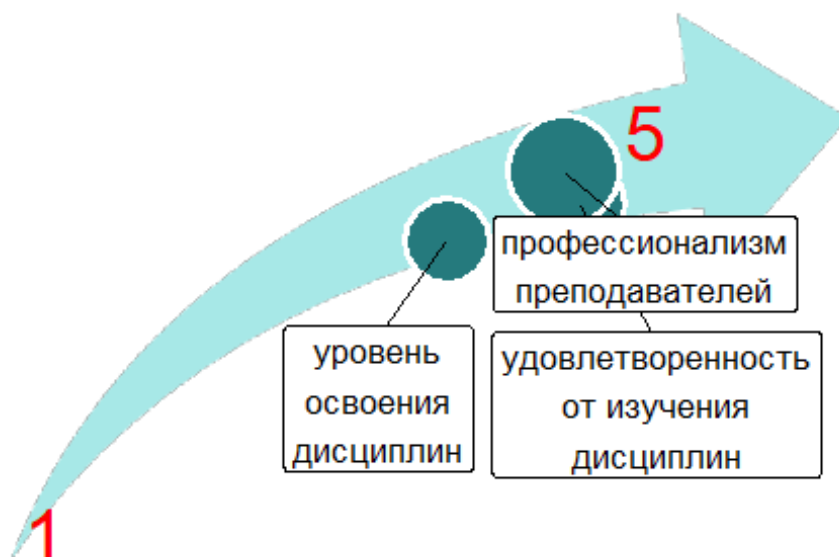 5
профессионализм
преподавателей
уровень
освоения
дисциплин
удовлетворенность
от изучения
дисциплин
1